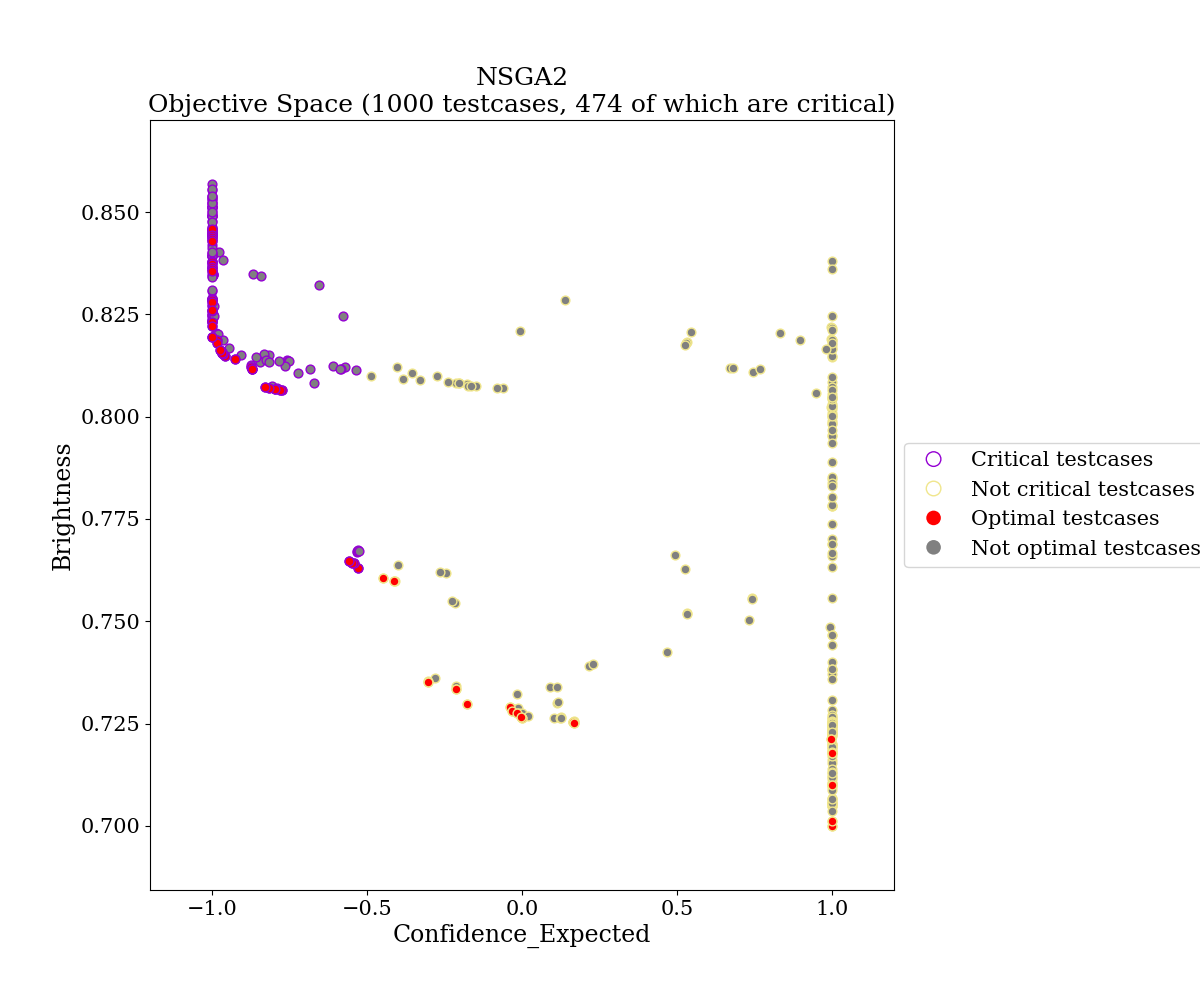 NSGA2
Objective Space (1000 testcases, 474 of which are critical)
0.850
0.825
0.800
0.775
0.750
0.725
0.700
Brightness
−1.0
−0.5
0.0
0.5
1.0
Confidence_Expected
Critical testcases
Not critical testcases
Optimal testcases
Not optimal testcases